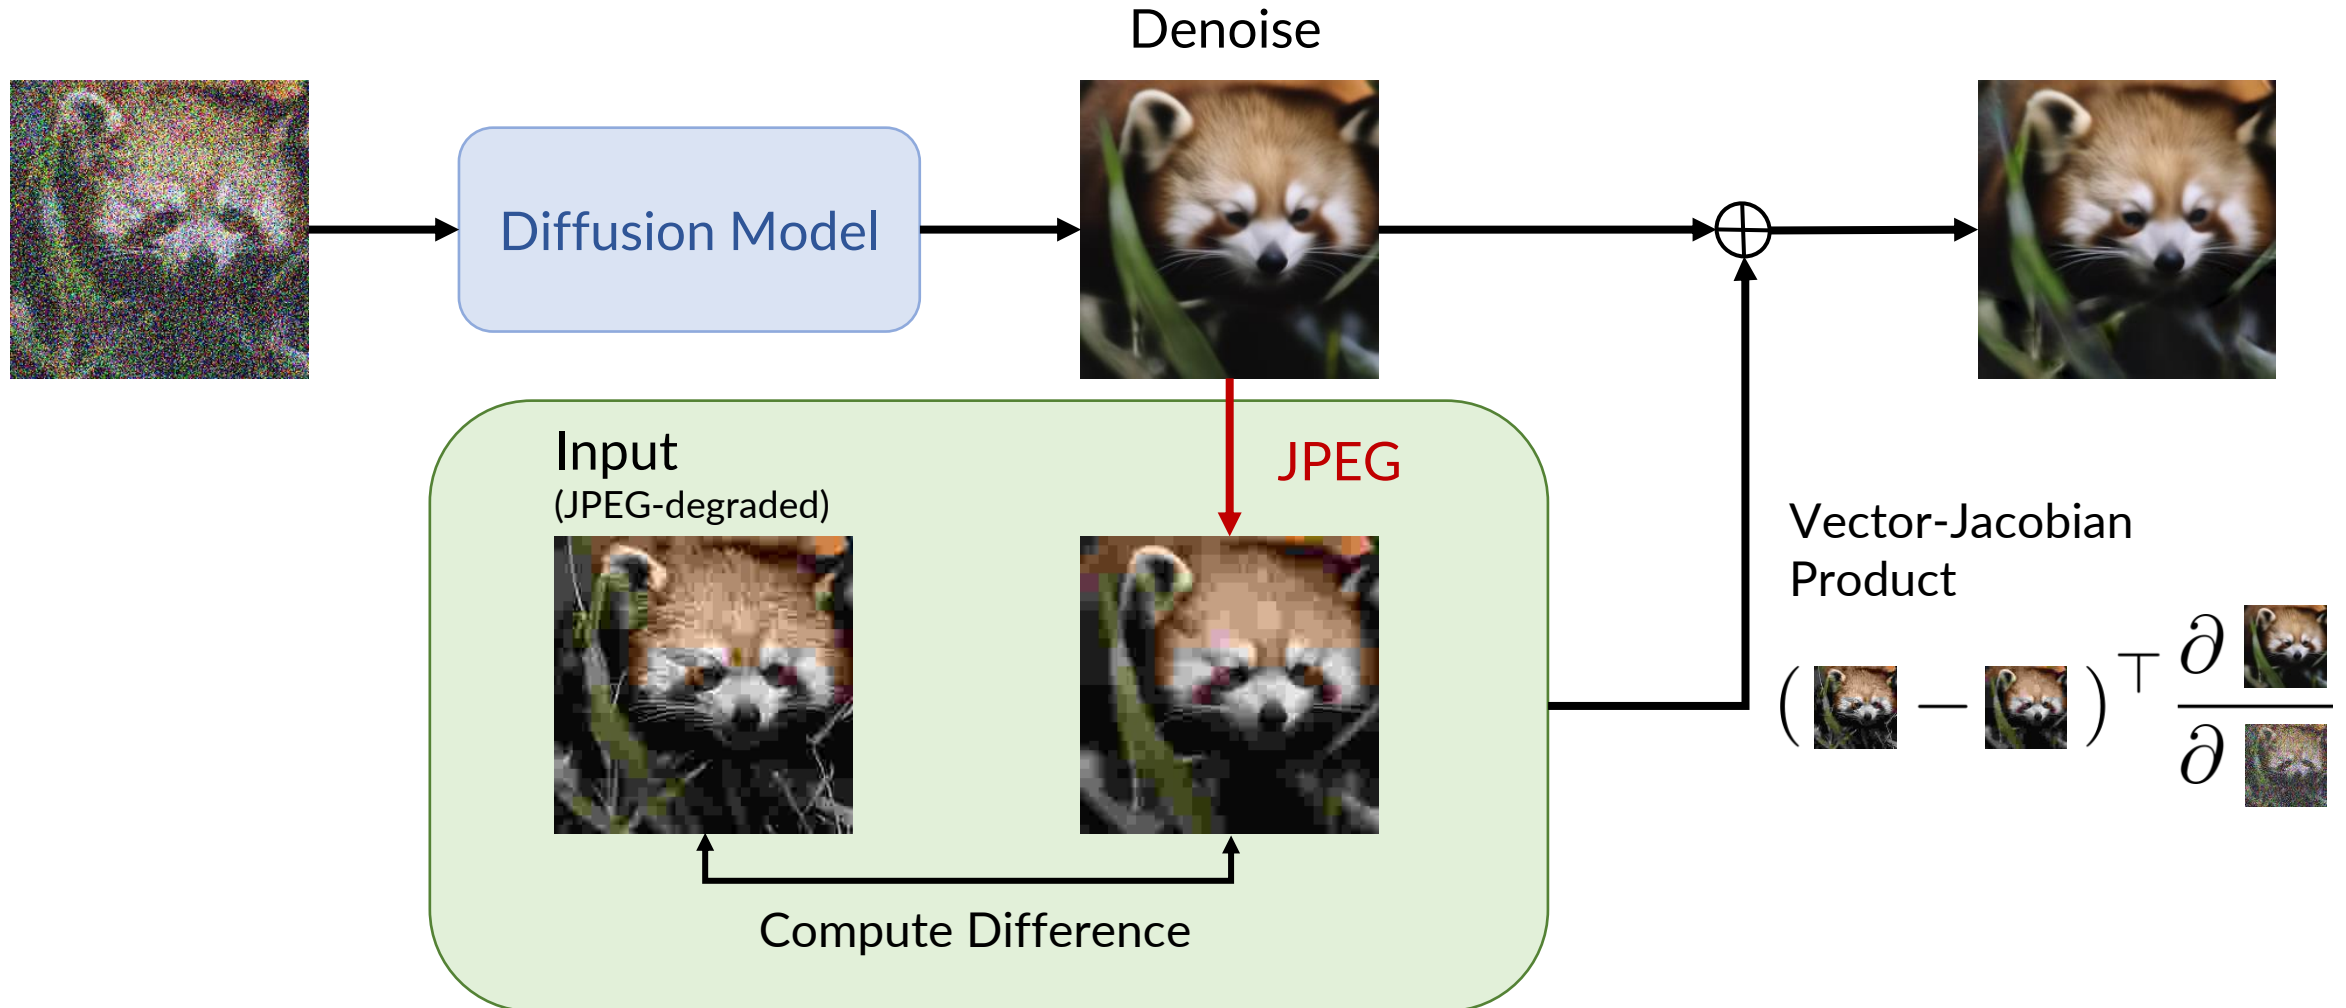 Denoise
Diffusion Model
Input
(JPEG-degraded)
JPEG
Compute Difference
Vector-Jacobian
Product
( − )⊤ ∂
∂